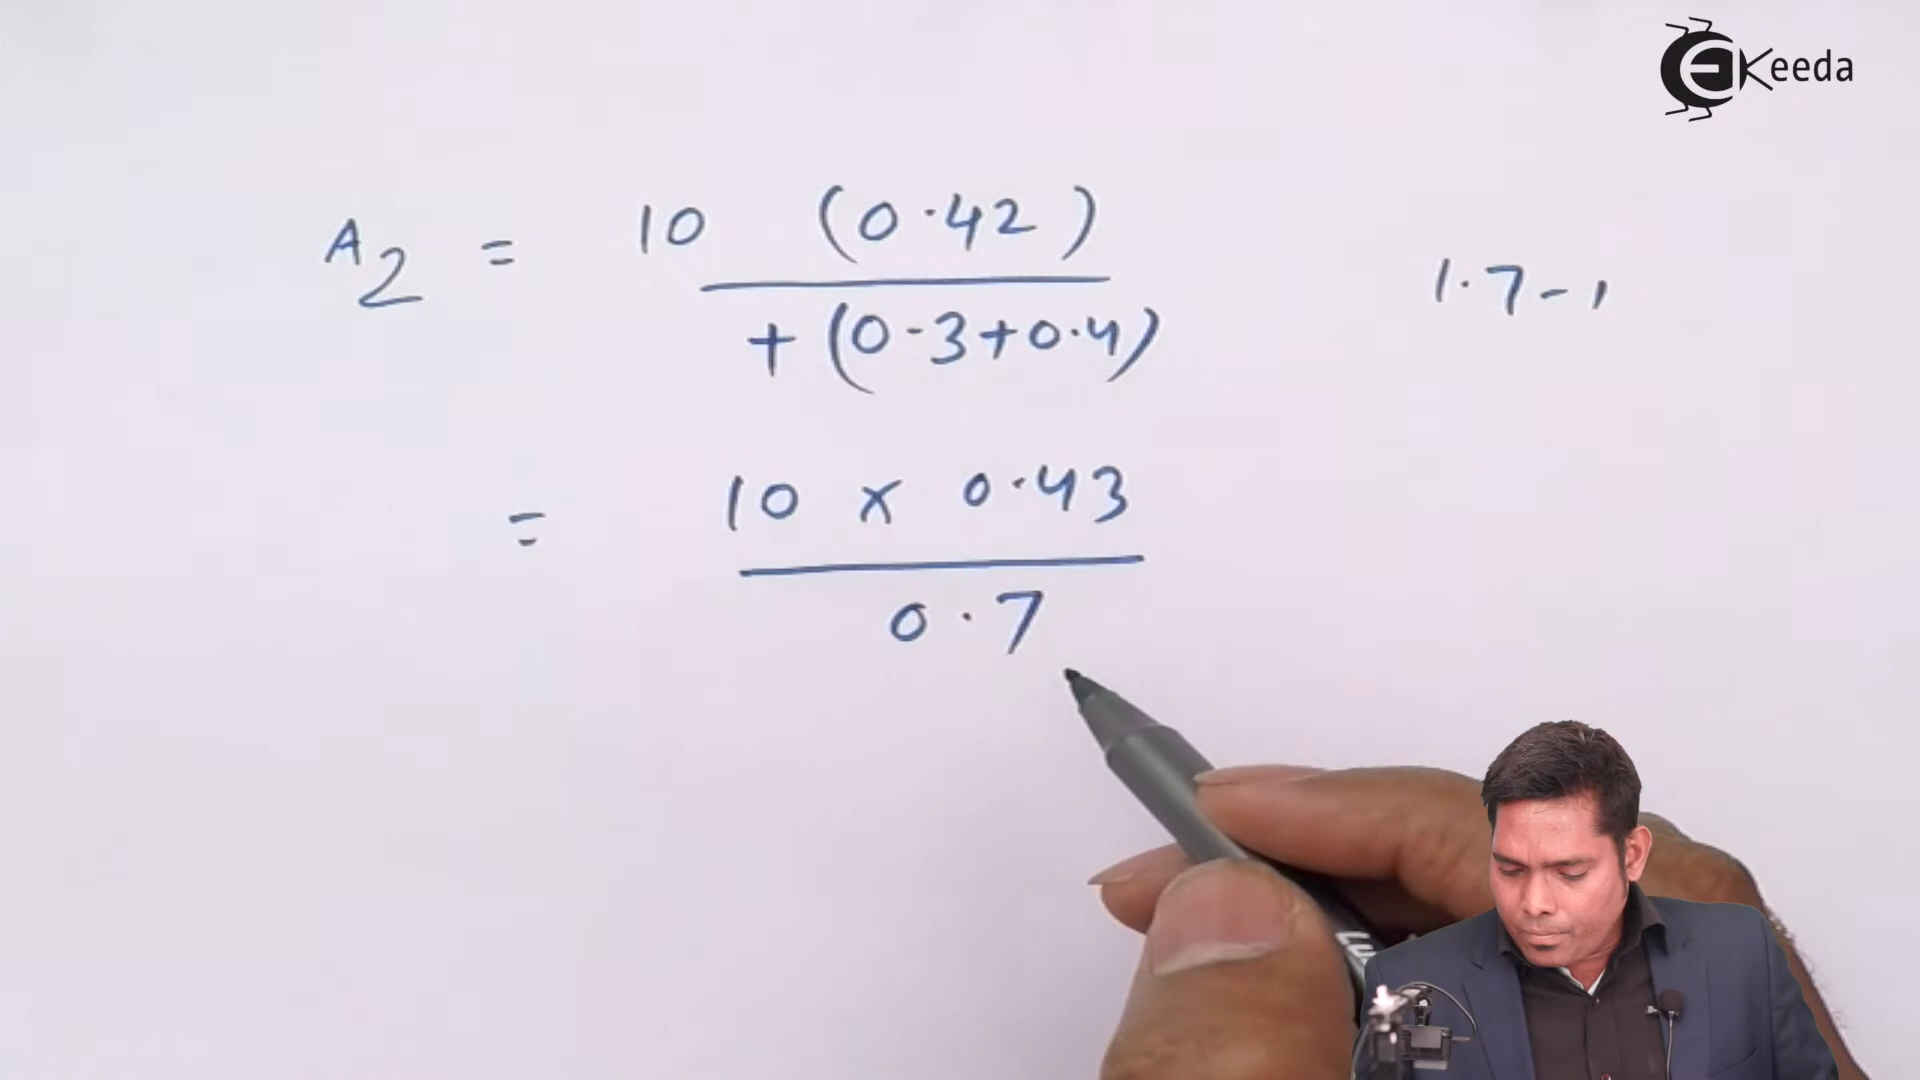 EKeeda
A2 = 10 (0.42)
+ (0.3+0.4)
1.7-1
= 10 x 0.43
0.7